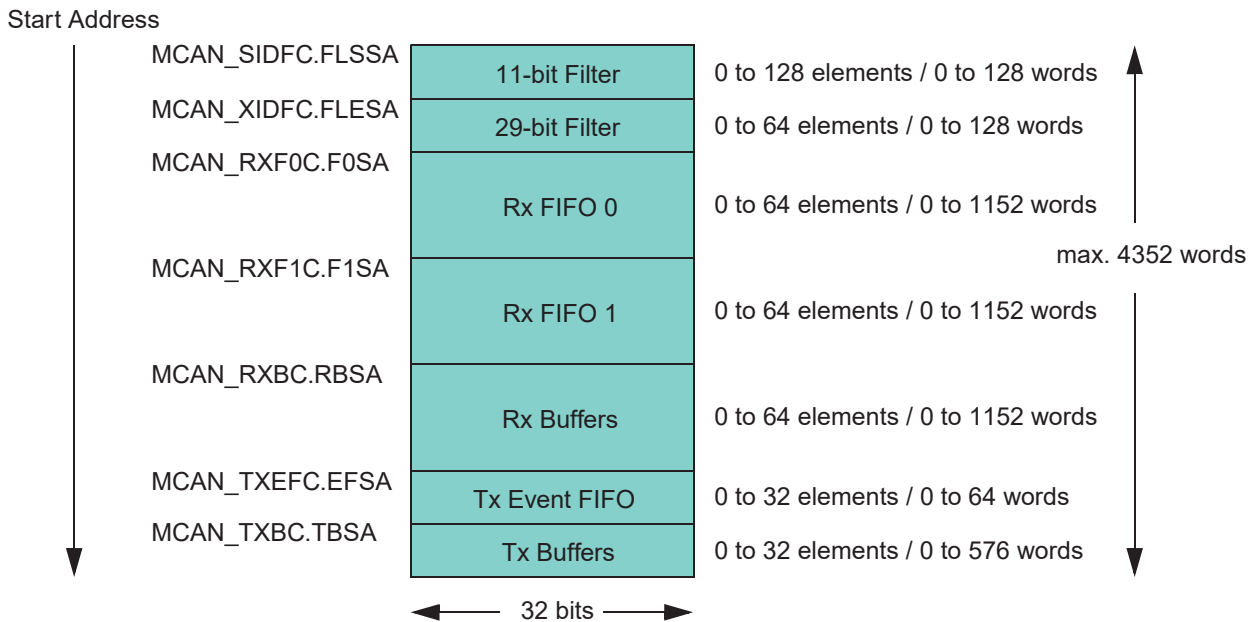 Start Address
MCAN_SIDFC.FLSSA
11-bit Filter
0 to 128 elements / 0 to 128 words
MCAN_XIDFC.FLESA
29-bit Filter
0 to 64 elements / 0 to 128 words
MCAN_RXF0C.F0SA
Rx FIFO 0
0 to 64 elements / 0 to 1152 words
max. 4352 words
MCAN_RXF1C.F1SA
Rx FIFO 1
0 to 64 elements / 0 to 1152 words
MCAN_RXBC.RBSA
Rx Buffers
0 to 64 elements / 0 to 1152 words
MCAN_TXEFC.EFSA
Tx Event FIFO
0 to 32 elements / 0 to 64 words
MCAN_TXBC.TBSA
Tx Buffers
0 to 32 elements / 0 to 576 words
32 bits